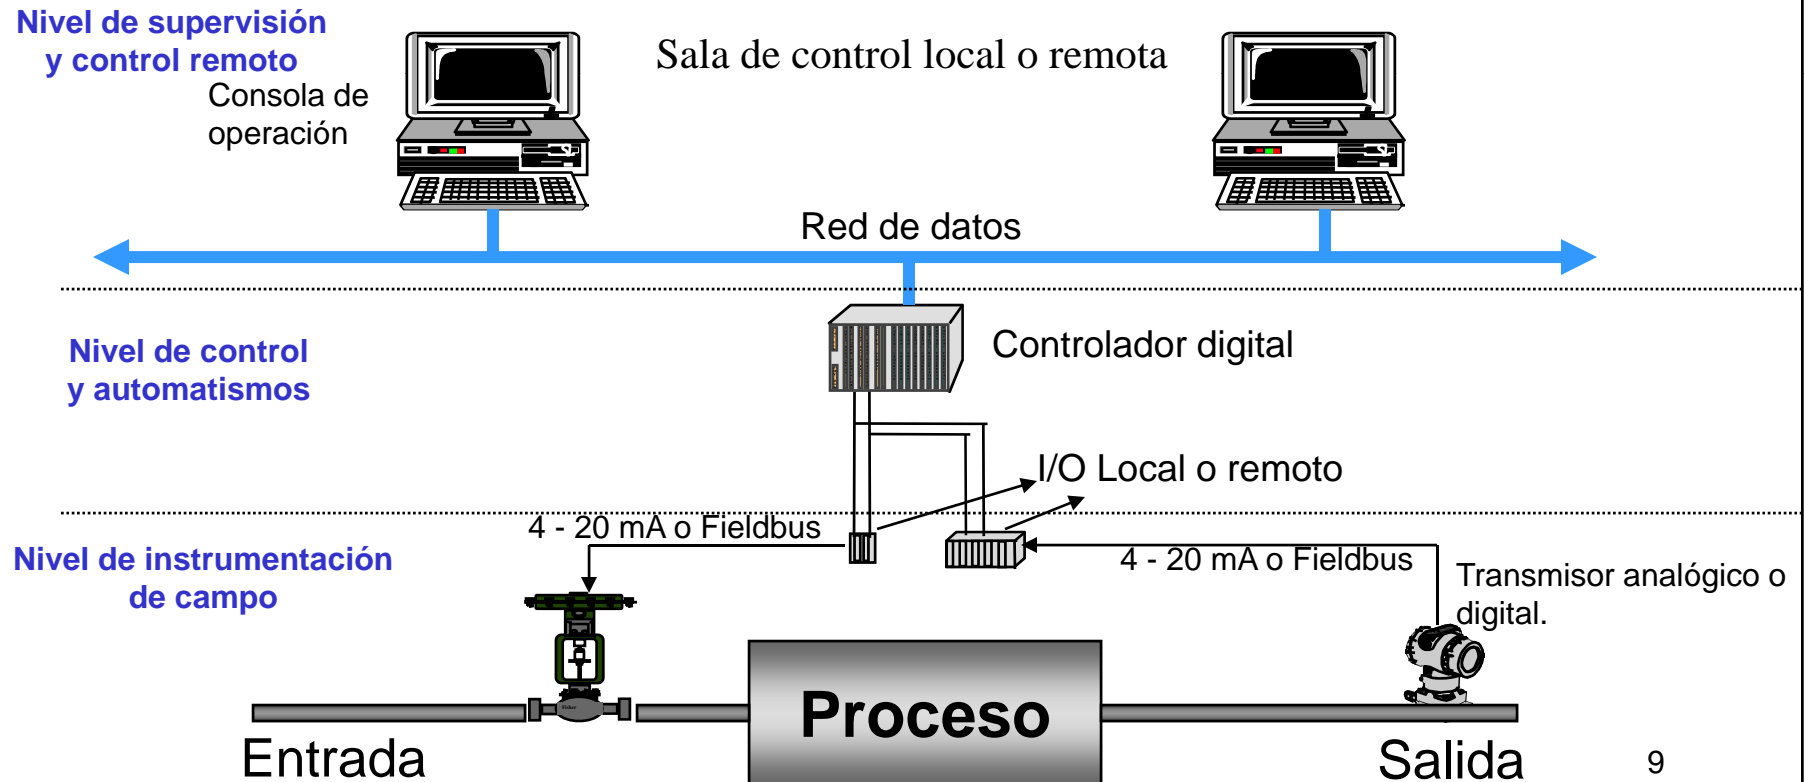 Nivel de supervisión
y control remoto
Sala de control local o remota
Consola de
operación
Red de datos
Nivel de control
y automatismos
Controlador digital
I/O Local o remoto
4 - 20 mA o Fieldbus
4 - 20 mA o Fieldbus
Nivel de instrumentación
de campo
Transmisor analógico o
digital.
Fisher
Proceso
Entrada
Salida
9